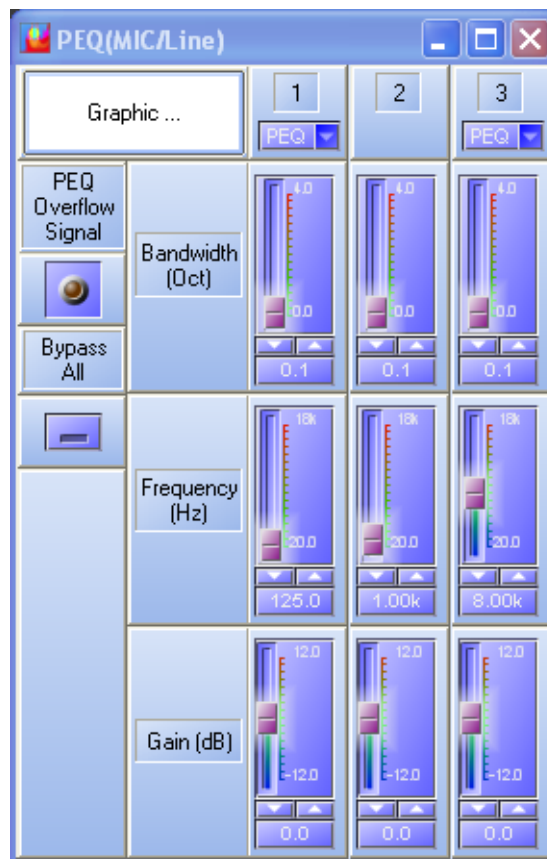 PEQ(MIC/Line)
Graphic ...
1
2
3
PEQ
PEQ
PEQ
Overflow
Signal
Bypass
All
Bandwidth
(Oct)
4.0
4.0
4.0
0.0
0.0
0.0
0.1
0.1
0.1
Frequency
(Hz)
18k
18k
18k
20.0
20.0
20.0
125.0
1.00k
8.00k
Gain (dB)
12.0
12.0
12.0
-12.0
-12.0
-12.0
0.0
0.0
0.0